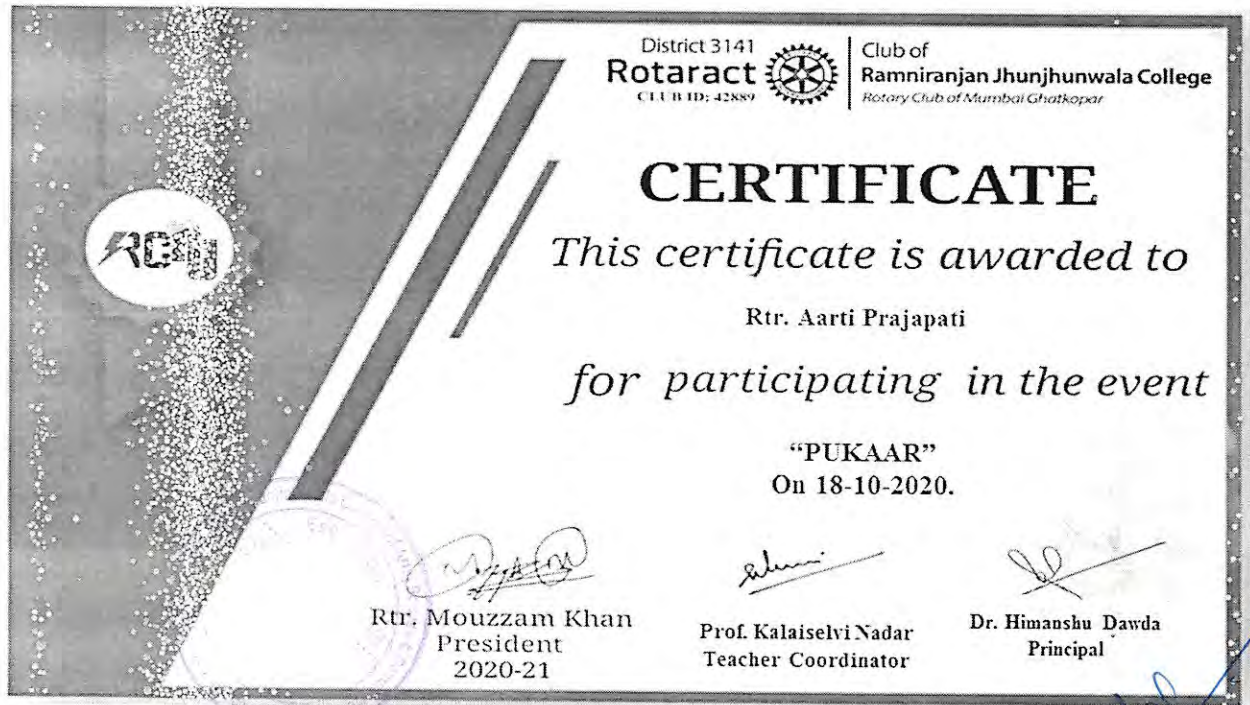 District 3141
Rotaract
CLUB ID: 42889
Club of
Ramniranjan Jhunjhunwala College
Rotary Club of Mumbai Ghatkopar
CERTIFICATE
This certificate is awarded to
Rtr. Aarti Prajapati
for participating in the event
“PUKAAR”
On 18-10-2020.
Rtr. Mouzzam Khan
President
2020-21
Prof. Kalaiselvi Nadar
Teacher Coordinator
Dr. Himanshu Dawda
Principal